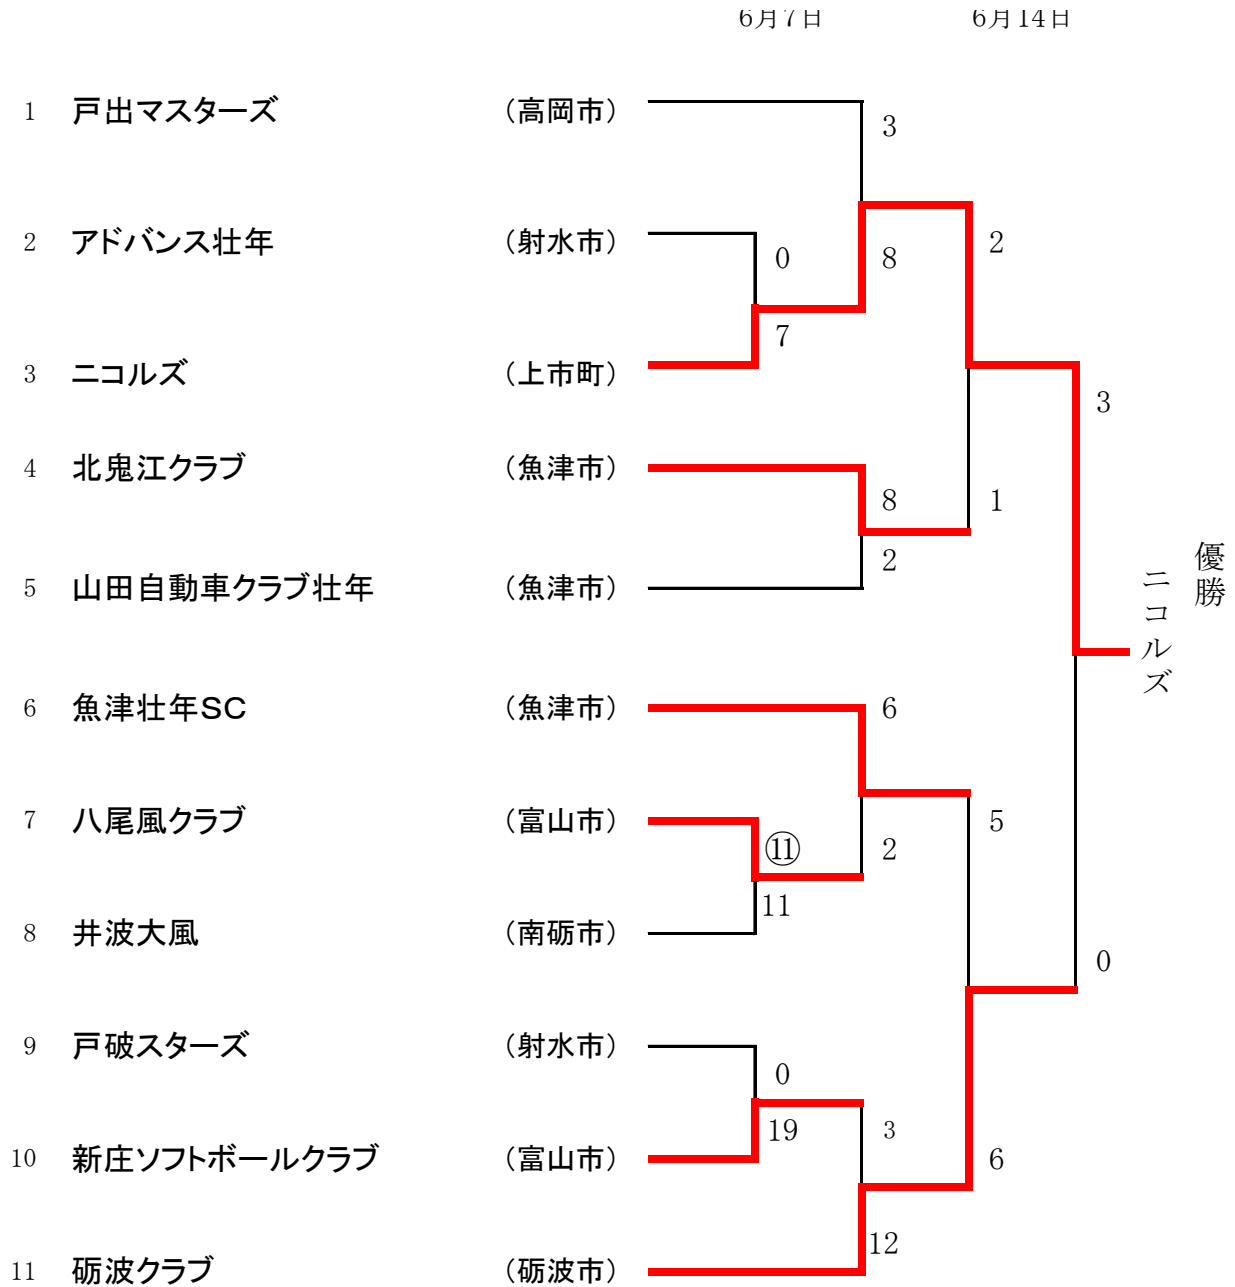 6月7日 6月14日
1 戸出マスターズ （高岡市） 3
2 アドバンス壮年 （射水市） 0 8 2
7
3 ニコルズ （上市町） 3
4 北鬼江クラブ （魚津市） 8 1
2
5 山田自動車クラブ壮年 （魚津市）
優勝
ニコルズ
6 魚津壮年SC （魚津市） 6
7 八尾風クラブ （富山市） ⑪ 2 5
11
8 井波大風 （南砺市） 0
9 戸破スターズ （射水市） 0
19 3
10 新庄ソフトボールクラブ （富山市） 6
12
11 砺波クラブ （砺波市）